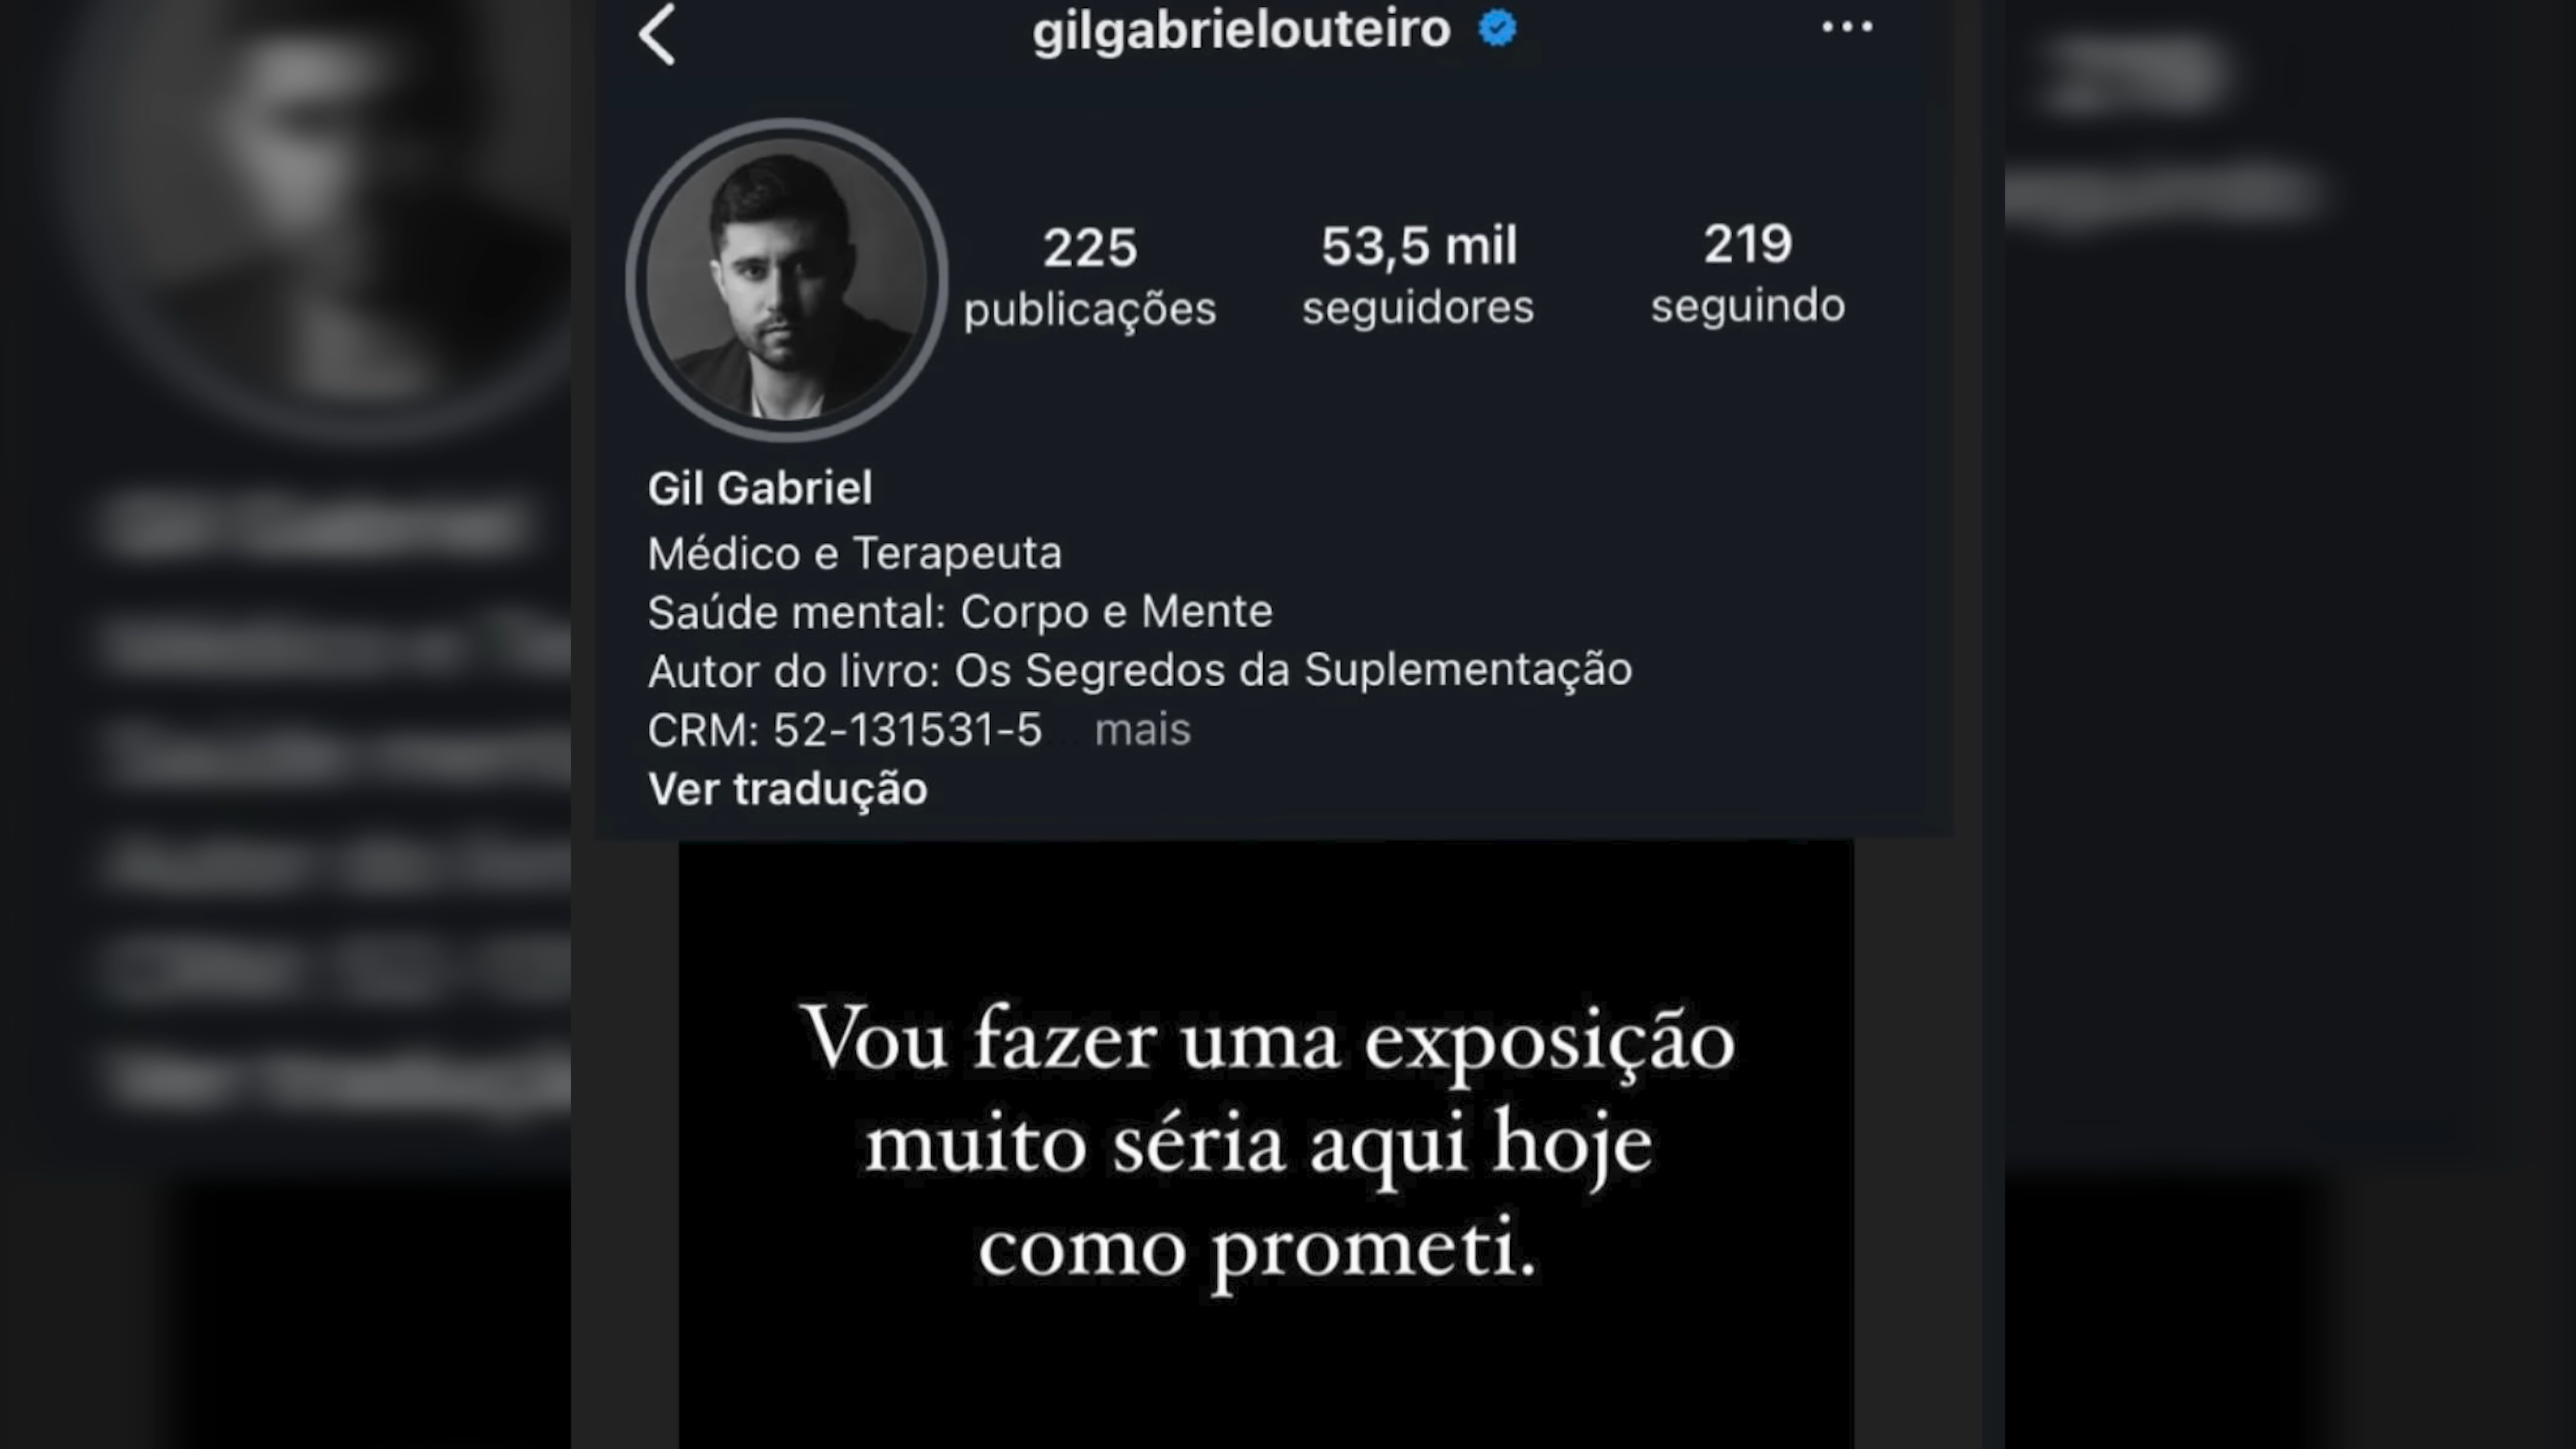 gilgabrielouteiro
225
publicações
53,5 mil
seguidores
219
seguindo
Gil Gabriel
Médico e Terapeuta
Saúde mental: Corpo e Mente
Autor do livro: Os Segredos da Suplementação
CRM: 52-131531-5 ... mais
Ver tradução
Vou fazer uma exposição
muito séria aqui hoje
como prometi.